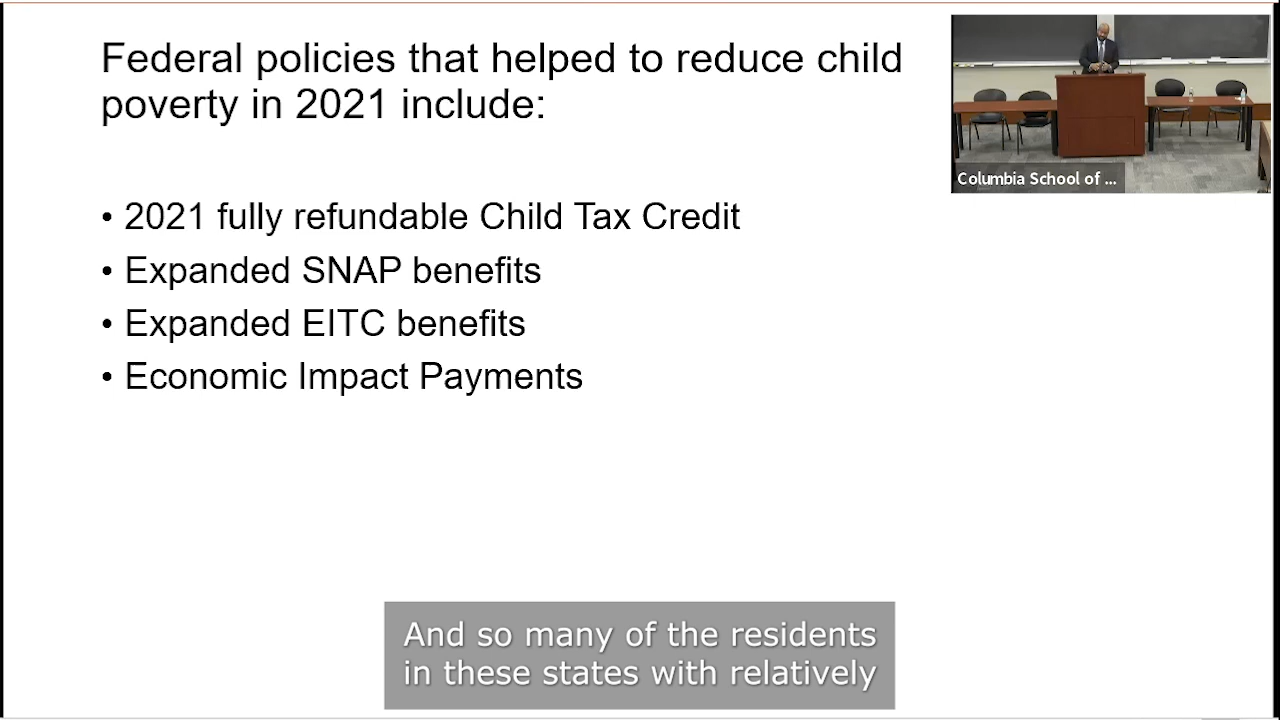 Federal policies that helped to reduce child
poverty in 2021 include:
• 2021 fully refundable Child Tax Credit
• Expanded SNAP benefits
• Expanded EITC benefits
• Economic Impact Payments
Columbia School of ...
And so many of the residents
in these states with relatively